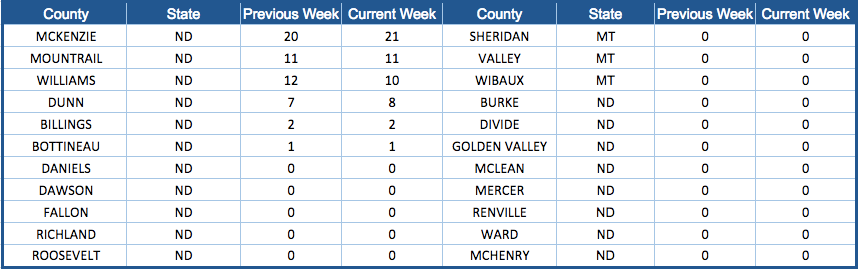 County State Previous Week Current Week County State Previous Week Current Week
MCKENZIE ND 20 21 SHERIDAN MT 0 0
MOUNTRAIL ND 11 11 VALLEY MT 0 0
WILLIAMS ND 12 10 WIBAUX MT 0 0
DUNN ND 7 8 BURKE ND 0 0
BILLINGS ND 2 2 DIVIDE ND 0 0
BOTTINEAU ND 1 1 GOLDEN VALLEY ND 0 0
DANIELS ND 0 0 MCLEAN ND 0 0
DAWSON ND 0 0 MERCER ND 0 0
FALLON ND 0 0 RENVILLE ND 0 0
RICHLAND ND 0 0 WARD ND 0 0
ROOSEVELT ND 0 0 MCHENRY ND 0 0